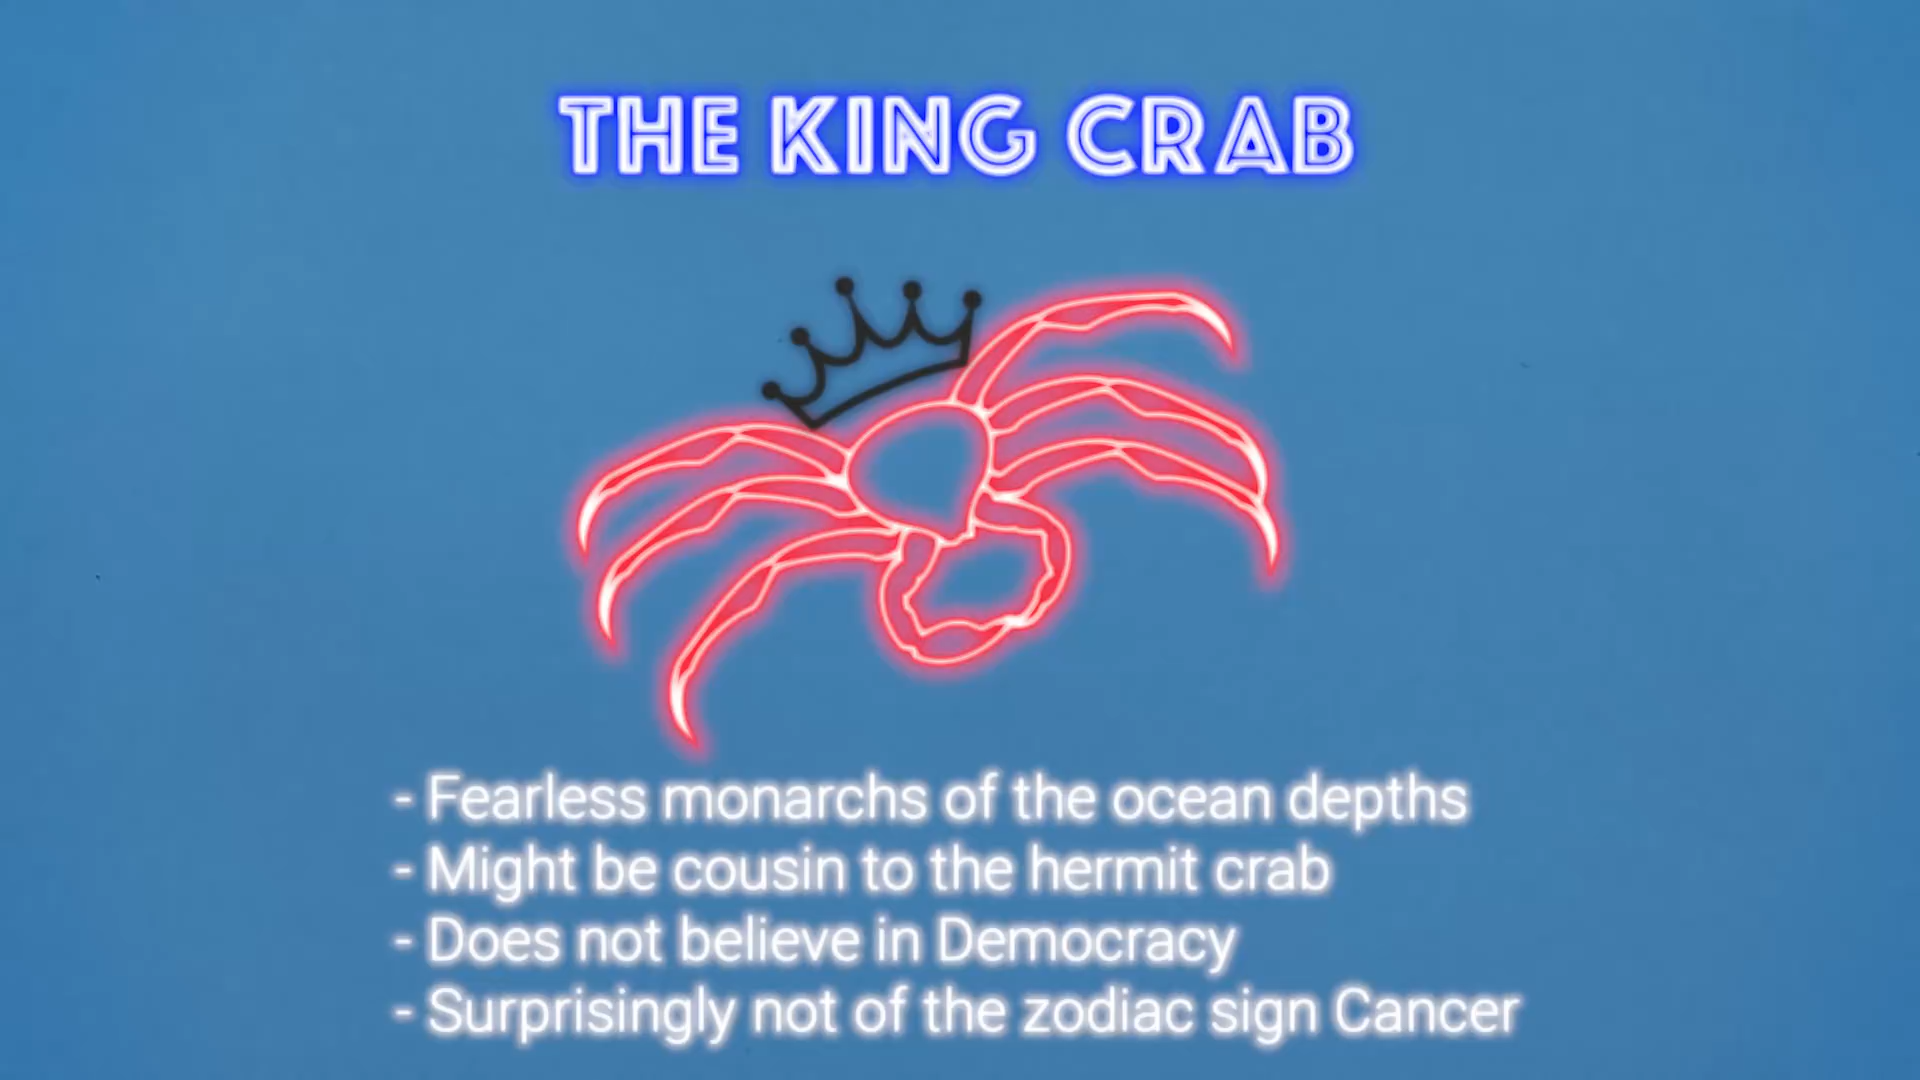 THE KING CRAB
- Fearless monarchs of the ocean depths
- Might be cousin to the hermit crab
- Does not believe in Democracy
- Surprisingly not of the zodiac sign Cancer